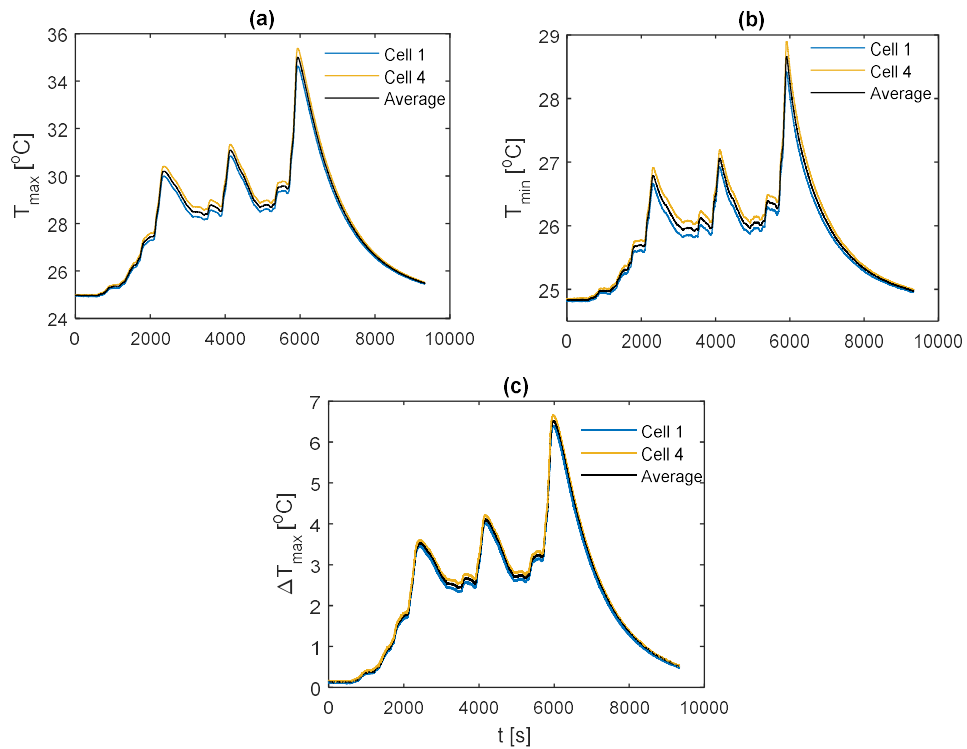 (a)
36
34
32
30
28
26
24
T_max [°C]
0 2000 4000 6000 8000 10000
Cell 1
Cell 4
Average
(b)
29
28
27
26
25
T_min [°C]
0 2000 4000 6000 8000 10000
Cell 1
Cell 4
Average
(c)
7
6
5
4
3
2
1
0
Δ T_max [°C]
0 2000 4000 6000 8000 10000
t [s]
Cell 1
Cell 4
Average